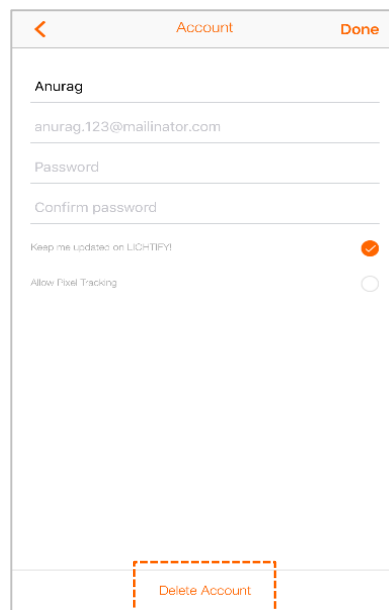 Account
Done
Anurag
anurag.123@mailinator.com
Password
Confirm password
Keep me updated on LIGHTIFY!
Allow Pixel Tracking
Delete Account